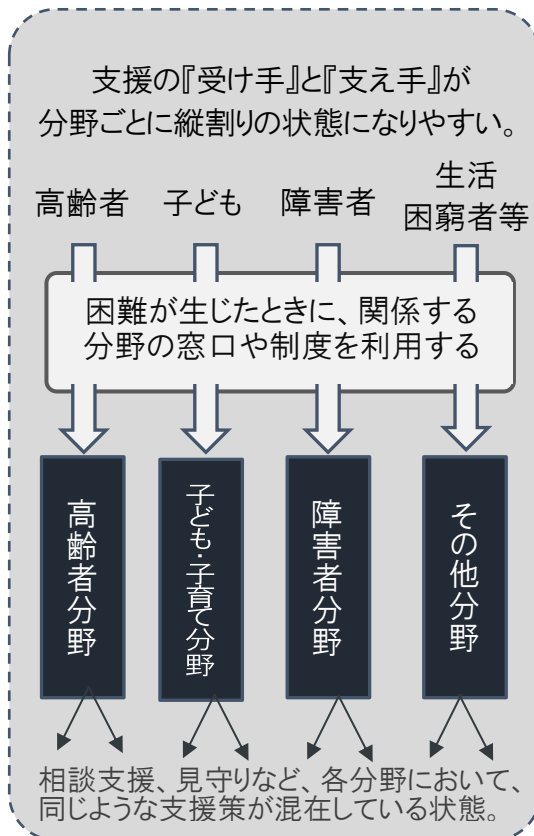 支援の『受け手』と『支え手』が
分野ごとに縦割りの状態になりやすい。
高齢者
子ども
障害者
生活
困窮者等
困難が生じたときに、関係する
分野の窓口や制度を利用する
高齢者分野
子ども・子育て分野
障害者分野
その他分野
相談支援、見守りなど、各分野において、
同じような支援策が混在している状態。